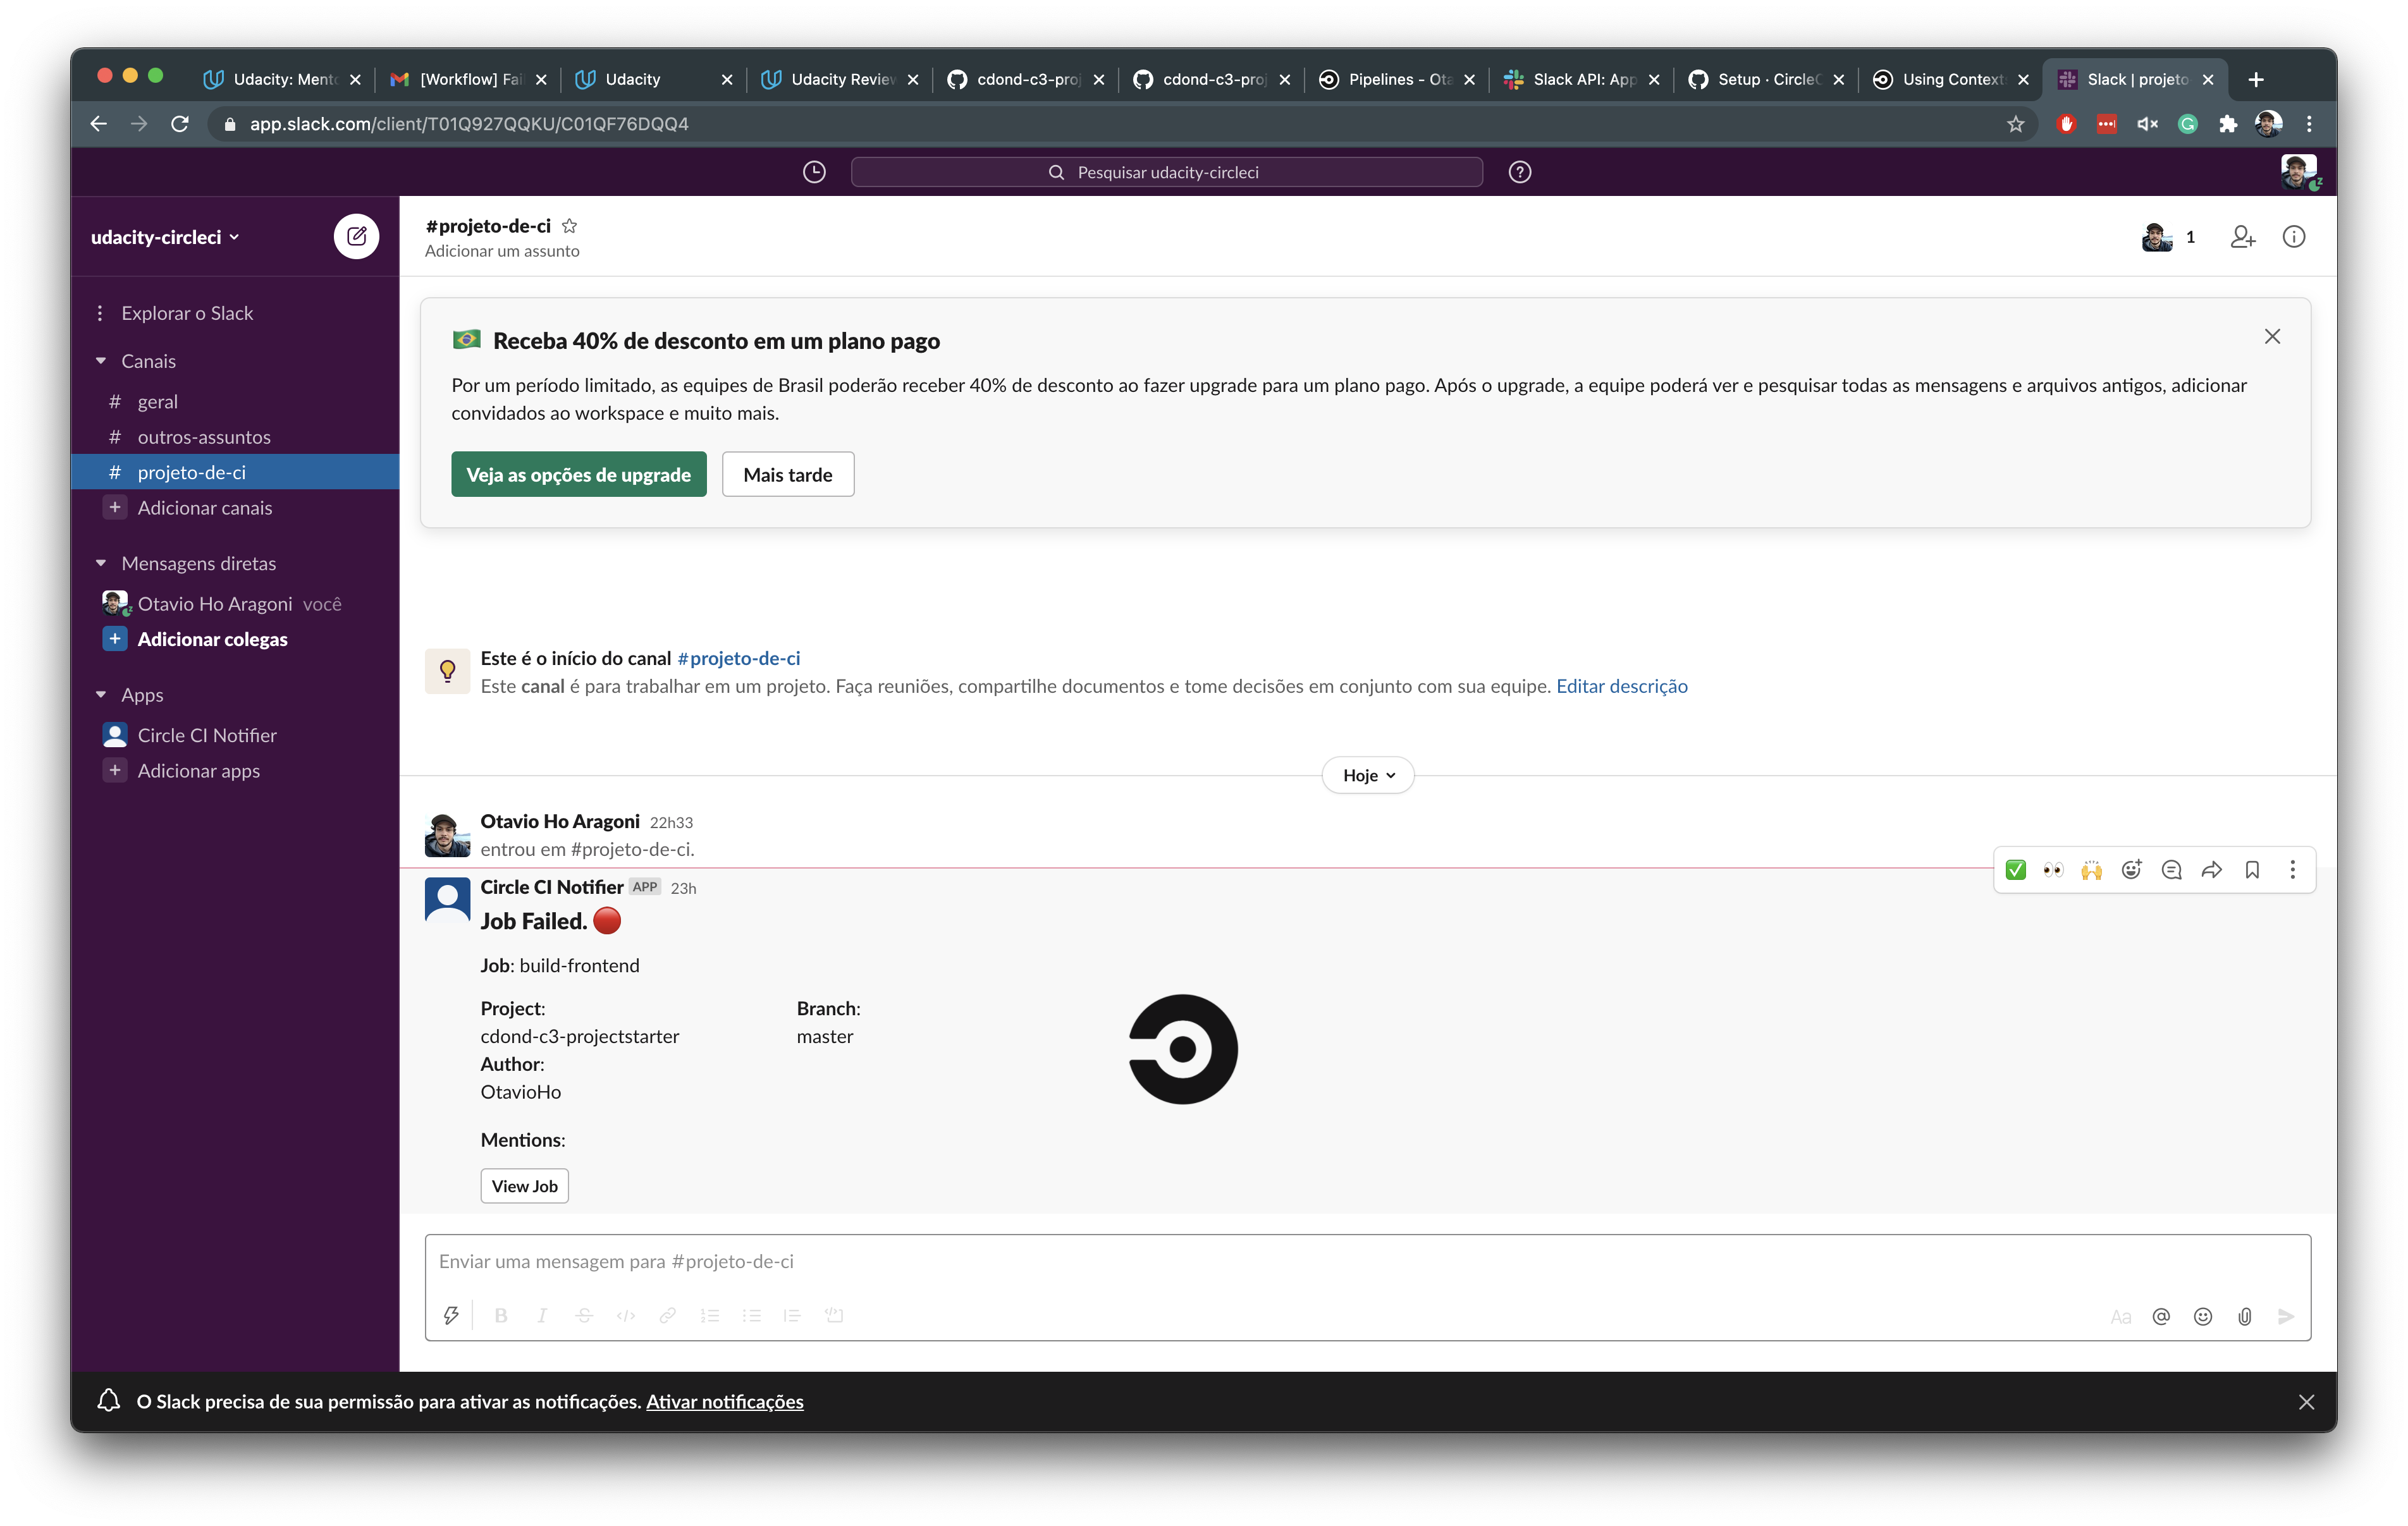 Udacity: Mento
[Workflow] Fai
Udacity
Udacity Review
cdond-c3-proj
cdond-c3-proj
Pipelines - Ota
Slack API: App
Setup · CircleC
Using Contexts
Slack | projeto
app.slack.com/client/T01Q927QQKU/C01QF76DQQ4
Pesquisar udacity-circleci
udacity-circleci
Explorar o Slack
Canais
# geral
# outros-assuntos
# projeto-de-ci
+ Adicionar canais
Mensagens diretas
Otavio Ho Aragoni você
+ Adicionar colegas
Apps
Circle CI Notifier
+ Adicionar apps
#projeto-de-ci
Adicionar um assunto
1
Receba 40% de desconto em um plano pago
Por um período limitado, as equipes de Brasil poderão receber 40% de desconto ao fazer upgrade para um plano pago. Após o upgrade, a equipe poderá ver e pesquisar todas as mensagens e arquivos antigos, adicionar
convidados ao workspace e muito mais.
Veja as opções de upgrade
Mais tarde
Este é o início do canal #projeto-de-ci
Este canal é para trabalhar em um projeto. Faça reuniões, compartilhe documentos e tome decisões em conjunto com sua equipe. Editar descrição
Hoje
Otavio Ho Aragoni 22h33
entrou em #projeto-de-ci.
Circle CI Notifier APP 23h
Job Failed.
Job: build-frontend
Project:
cdond-c3-projectstarter
Branch:
master
Author:
OtavioHo
Mentions:
View Job
Enviar uma mensagem para #projeto-de-ci
Aa
O Slack precisa de sua permissão para ativar as notificações. Ativar notificações